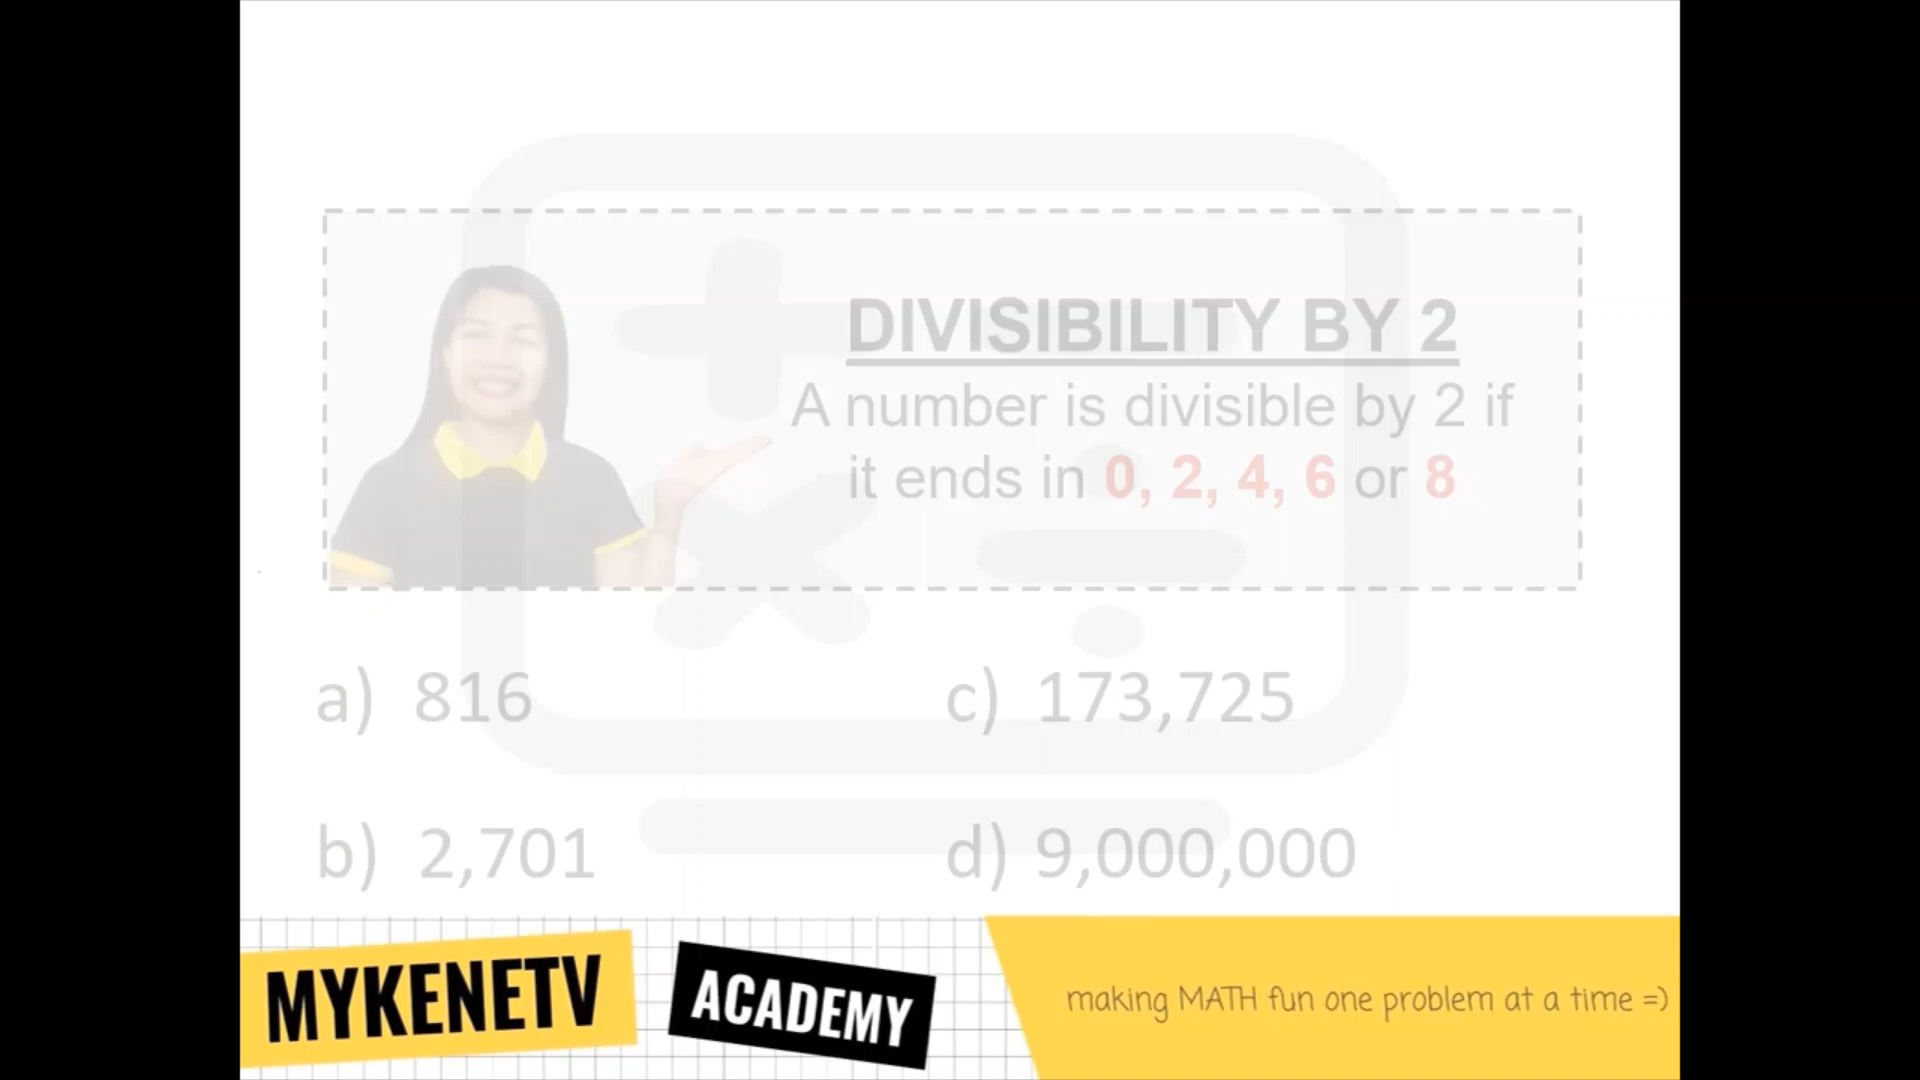 DIVISIBILITY BY 2
A number is divisible by 2 if
it ends in 0, 2, 4, 6 or 8
a) 816
c) 173,725
b) 2,701
d) 9,000,000
MYKENETV
ACADEMY
making MATH fun one problem at a time =)